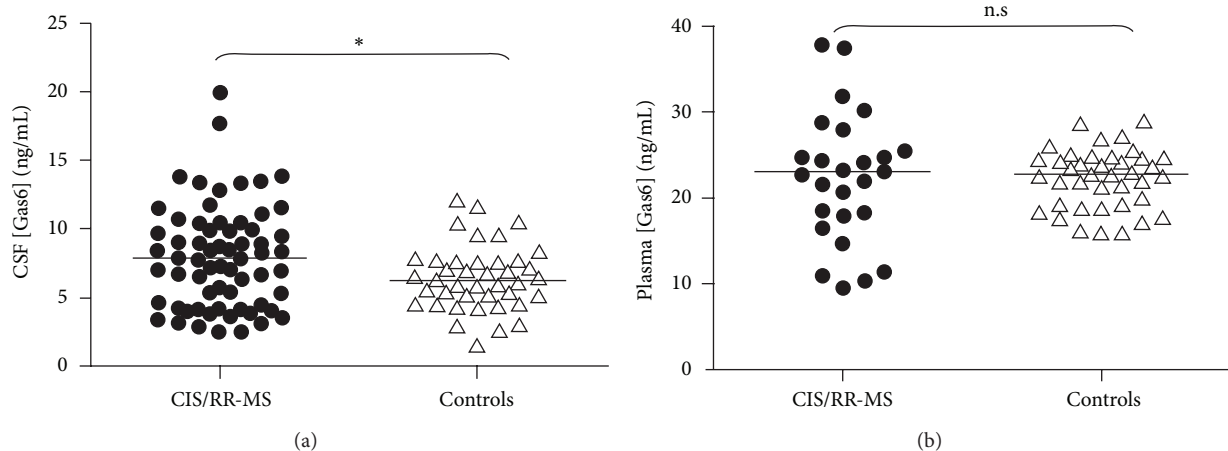 25
20
15
10
5
0
CSF [Gas6] (ng/mL)
*
CIS/RR-MS
Controls
(a)
40
30
20
10
0
Plasma [Gas6] (ng/mL)
n.s
CIS/RR-MS
Controls
(b)